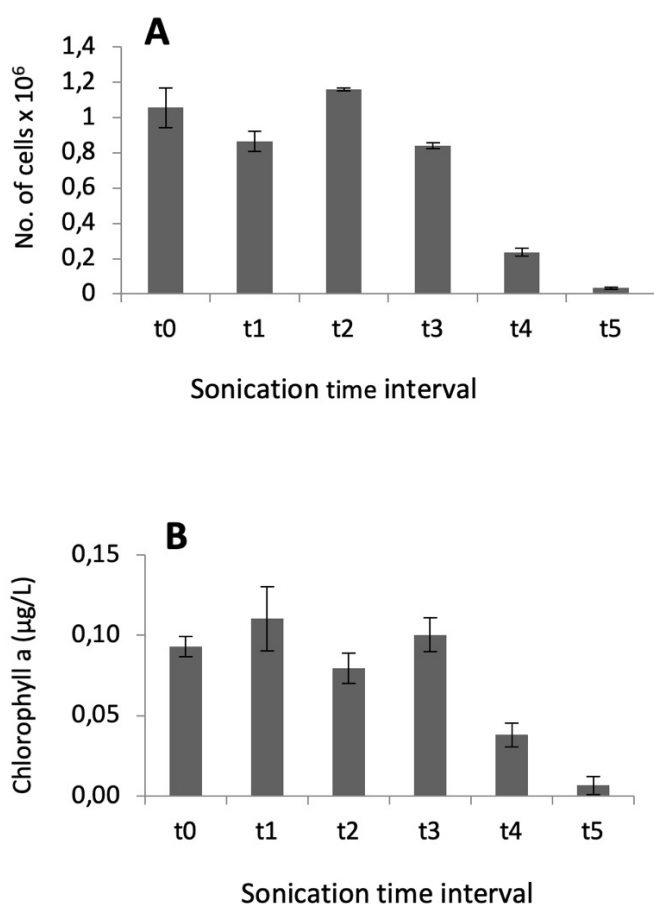 A
No. of cells x 10⁶
1,4
1,2
1
0,8
0,6
0,4
0,2
0
t0 t1 t2 t3 t4 t5
Sonication time interval
B
Chlorophyll a (µg/L)
0,15
0,10
0,05
0,00
t0 t1 t2 t3 t4 t5
Sonication time interval